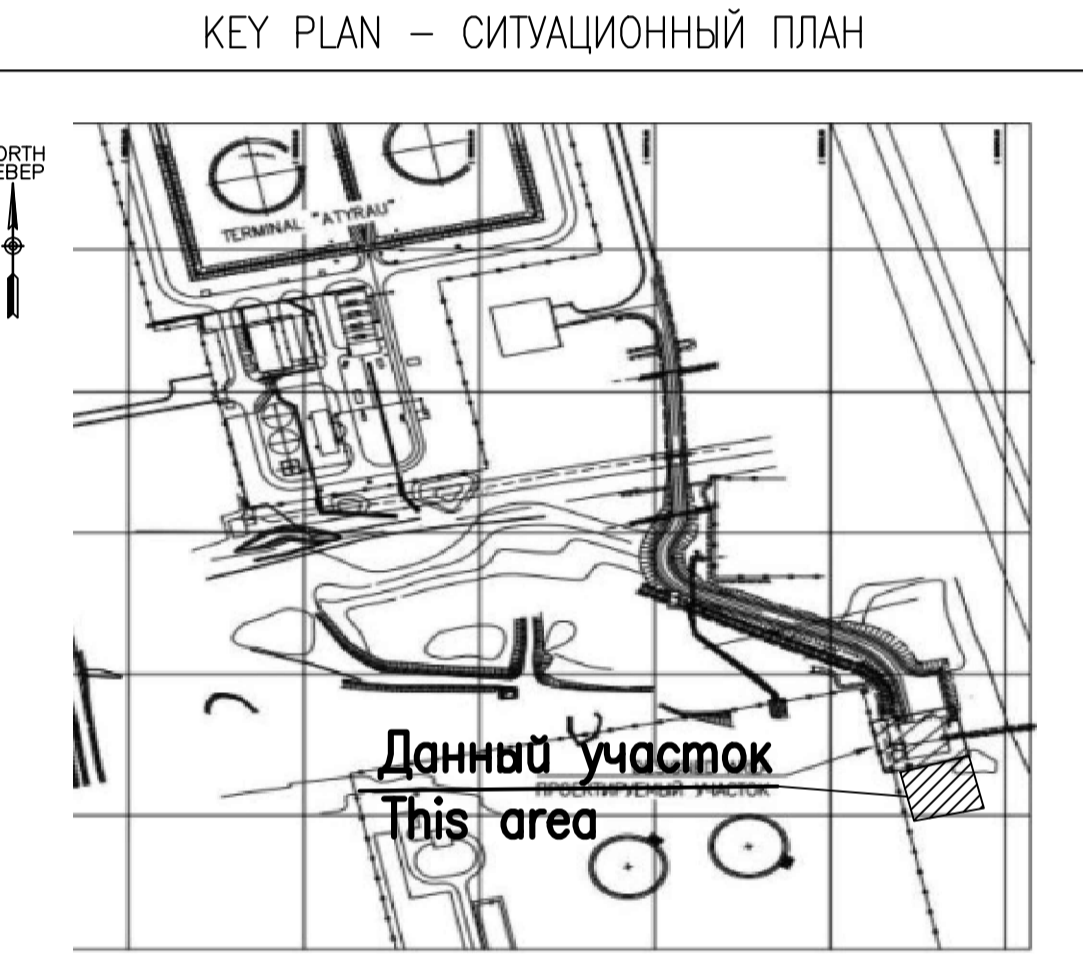 KEY PLAN – СИТУАЦИОННЫЙ ПЛАН
ORTH
ЕВЕР
TERMINAL "ATYRAU"
Данный участок
ПРОЕКТИРУЕМЫЙ УЧАСТОК
This area